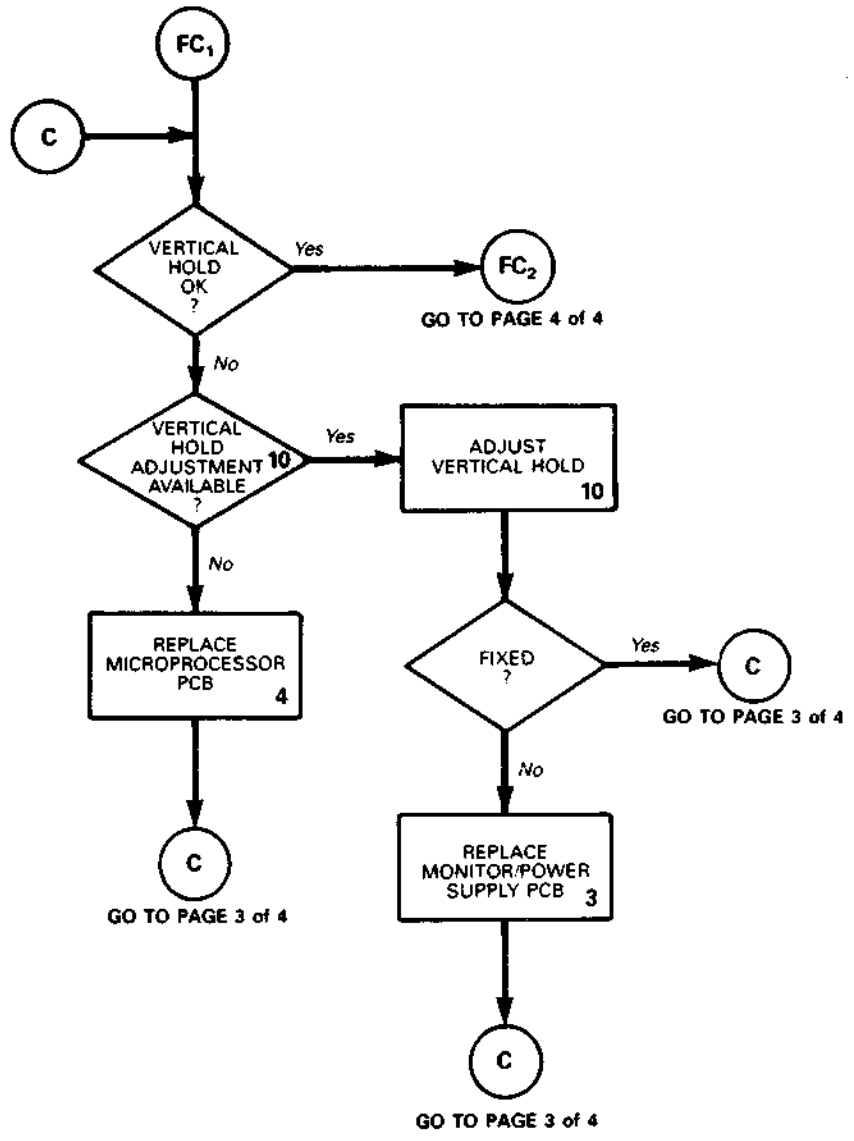 FC₁
C
VERTICAL
HOLD
OK
?
Yes
FC₂
GO TO PAGE 4 of 4
No
VERTICAL
HOLD
ADJUSTMENT 10
AVAILABLE
?
Yes
ADJUST
VERTICAL HOLD
10
No
REPLACE
MICROPROCESSOR
PCB
4
FIXED
?
Yes
C
GO TO PAGE 3 of 4
No
C
GO TO PAGE 3 of 4
REPLACE
MONITOR/POWER
SUPPLY PCB
3
C
GO TO PAGE 3 of 4